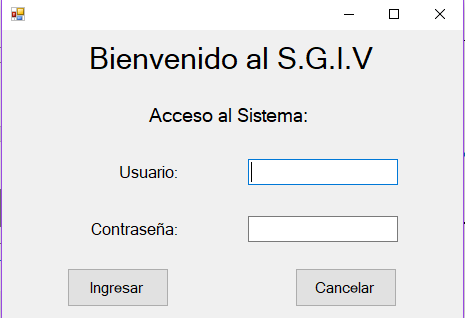 Bienvenido al S.G.I.V
Acceso al Sistema:
Usuario:
Contraseña:
Ingresar Cancelar